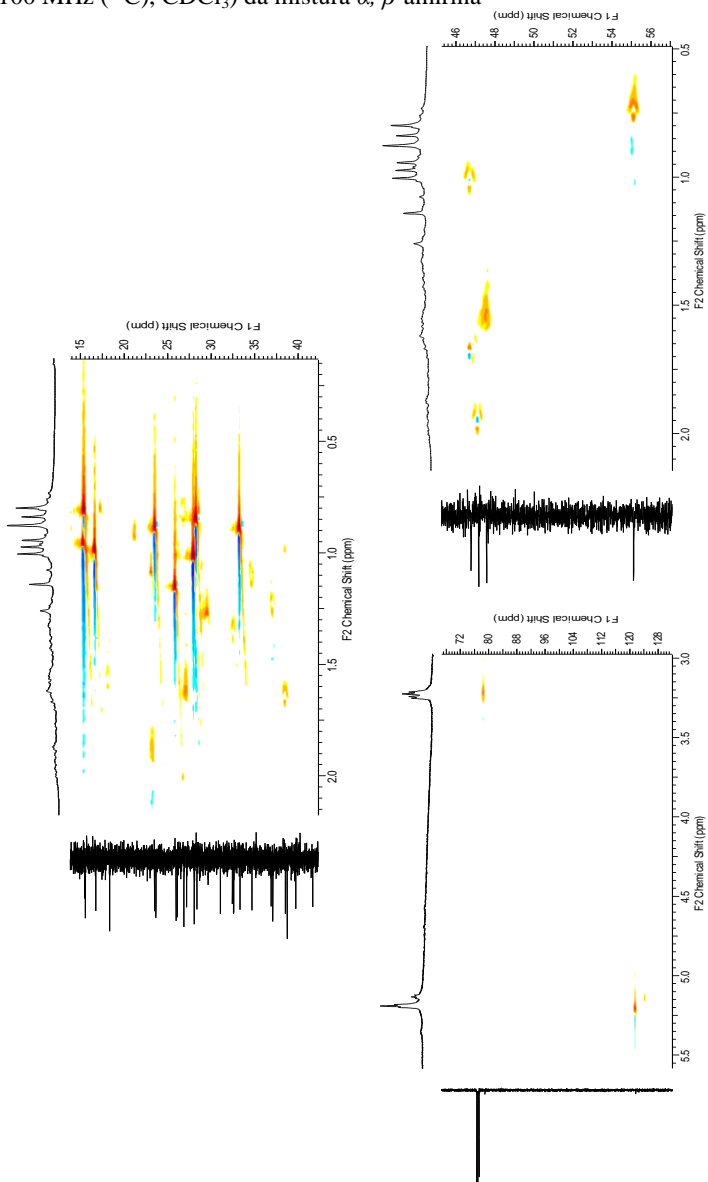 100 MHz ( C), CDCl₃) da mistura α, β-amirina
F1 Chemical Shift (ppm)
46 48 50 52 54 56
0.5 1.0 1.5 2.0
F2 Chemical Shift (ppm)
F1 Chemical Shift (ppm)
15 20 25 30 35 40
0.5 1.0 1.5 2.0
F2 Chemical Shift (ppm)
F1 Chemical Shift (ppm)
72 80 88 96 104 112 120 128
3.0 3.5 4.0 4.5 5.0 5.5
F2 Chemical Shift (ppm)